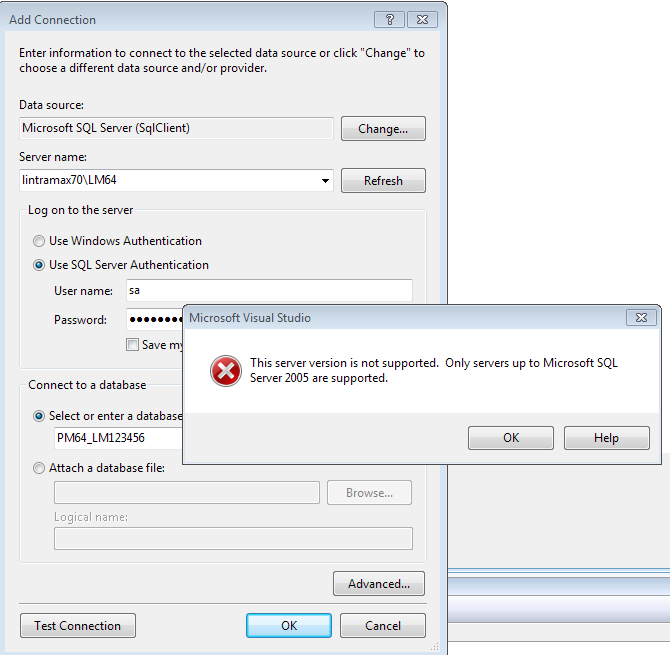 Add Connection
Enter information to connect to the selected data source or click "Change" to
choose a different data source and/or provider.
Data source:
Microsoft SQL Server (SqlClient)
Change...
Server name:
lintramax70\LM64
Refresh
Log on to the server
Use Windows Authentication
Use SQL Server Authentication
User name:
sa
Password:
Save my
Microsoft Visual Studio
This server version is not supported.  Only servers up to Microsoft SQL
Server 2005 are supported.
OK
Help
Connect to a database
Select or enter a database
PM64_LM123456
Attach a database file:
Browse...
Logical name:
Advanced...
Test Connection
OK
Cancel